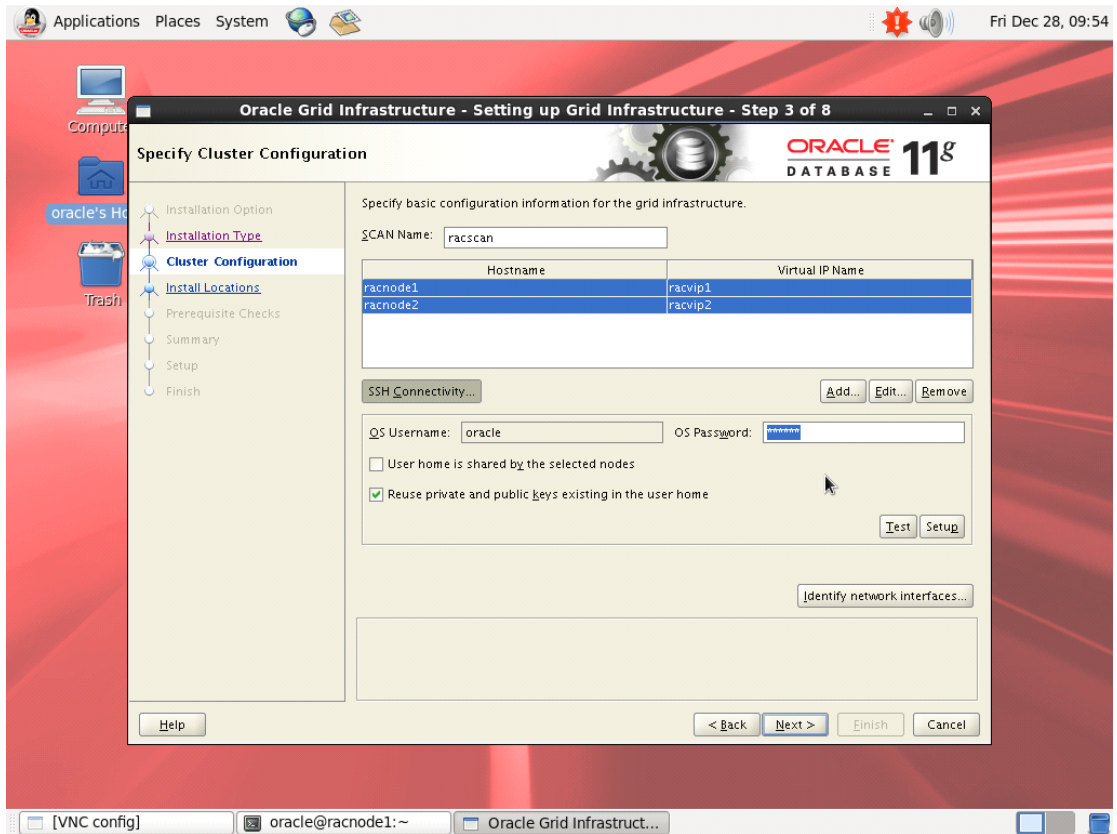 Applications Places System Fri Dec 28, 09:54
Compute
oracle's Ho
Trash
Oracle Grid Infrastructure - Setting up Grid Infrastructure - Step 3 of 8
Specify Cluster Configuration
ORACLE
DATABASE 11g
Installation Option
Installation Type
Cluster Configuration
Install Locations
Prerequisite Checks
Summary
Setup
Finish
Specify basic configuration information for the grid infrastructure.
SCAN Name: racscan
Hostname Virtual IP Name
racnode1 racvip1
racnode2 racvip2
SSH Connectivity... Add... Edit... Remove
OS Username: oracle OS Password: ******
User home is shared by the selected nodes
Reuse private and public keys existing in the user home
Test Setup
Identify network interfaces...
Help < Back Next > Finish Cancel
[VNC config] oracle@racnode1:~ Oracle Grid Infrastruct...